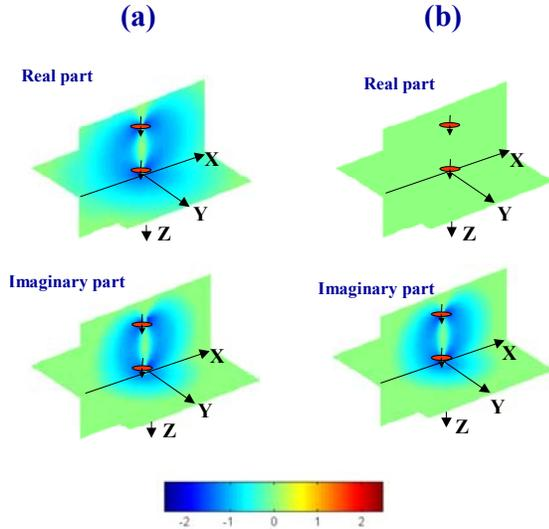 (a) (b)
Real part Real part
X X
Y Y
Z Z
Imaginary part Imaginary part
X X
Y Y
Z Z
-2 -1 0 1 2